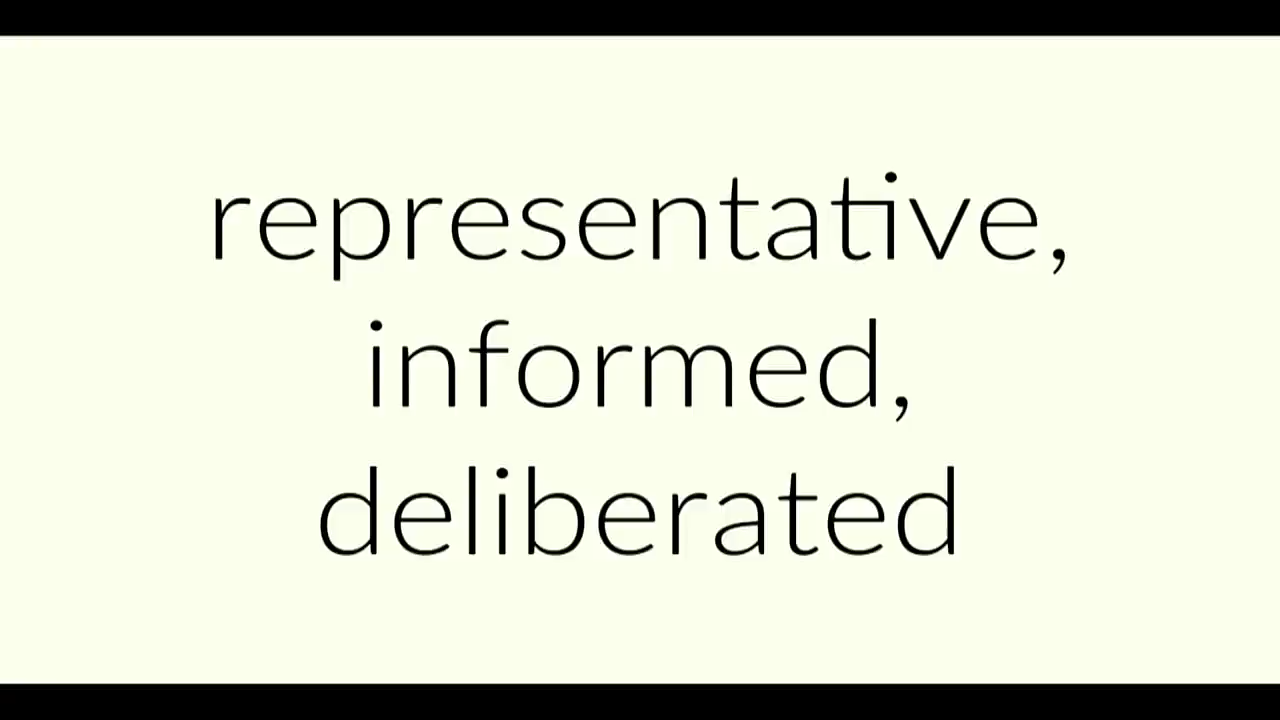 representative,
informed,
deliberated